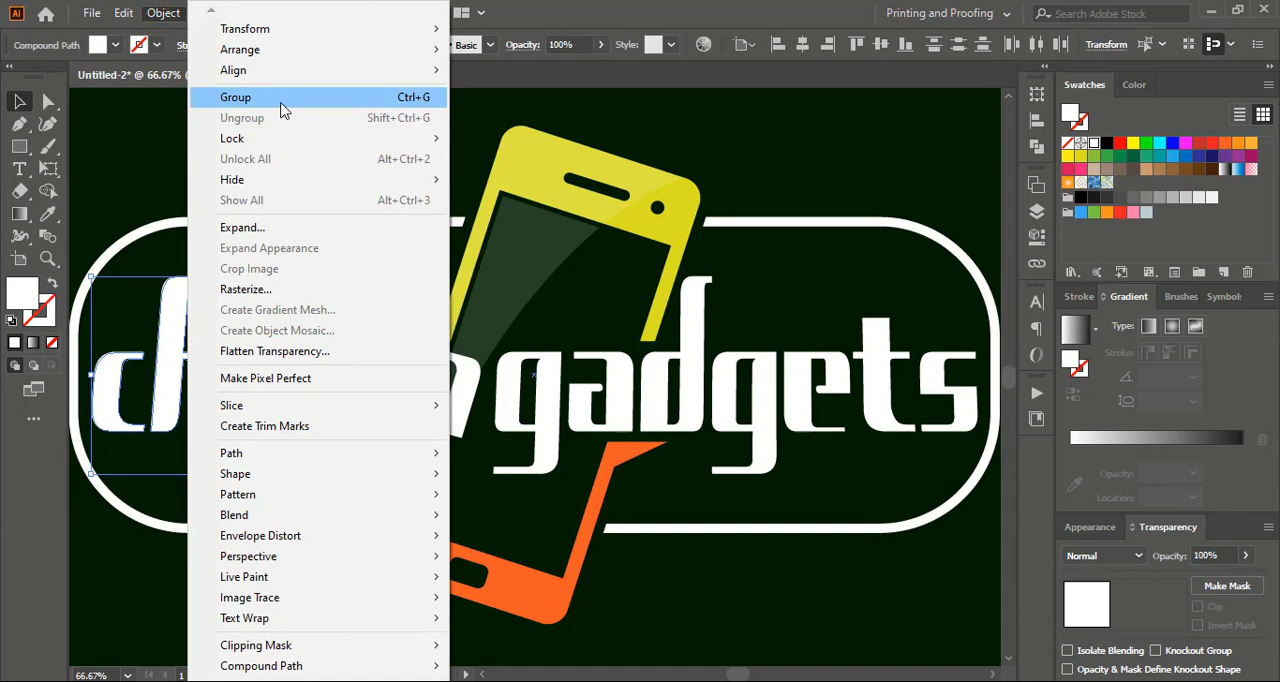 Ai File Edit Object Printing and Proofing Search Adobe Stock
Compound Path Basic Opacity: 100% Style: Transform
Untitled-2* @ 66.67%
Transform
Arrange
Align
Group Ctrl+G
Ungroup Shift+Ctrl+G
Lock
Unlock All Alt+Ctrl+2
Hide
Show All Alt+Ctrl+3
Expand...
Expand Appearance
Crop Image
Rasterize...
Create Gradient Mesh...
Create Object Mosaic...
Flatten Transparency...
Make Pixel Perfect
Slice
Create Trim Marks
Path
Shape
Pattern
Blend
Envelope Distort
Perspective
Live Paint
Image Trace
Text Wrap
Clipping Mask
Compound Path
gadgets
66.67% 1
Swatches Color
Stroke Gradient Brushes Symbol:
Type:
Stroke:
Opacity:
Location:
Appearance Transparency
Normal Opacity: 100%
Make Mask
Clip
Invert Mask
Isolate Blending Knockout Group
Opacity & Mask Define Knockout Shape